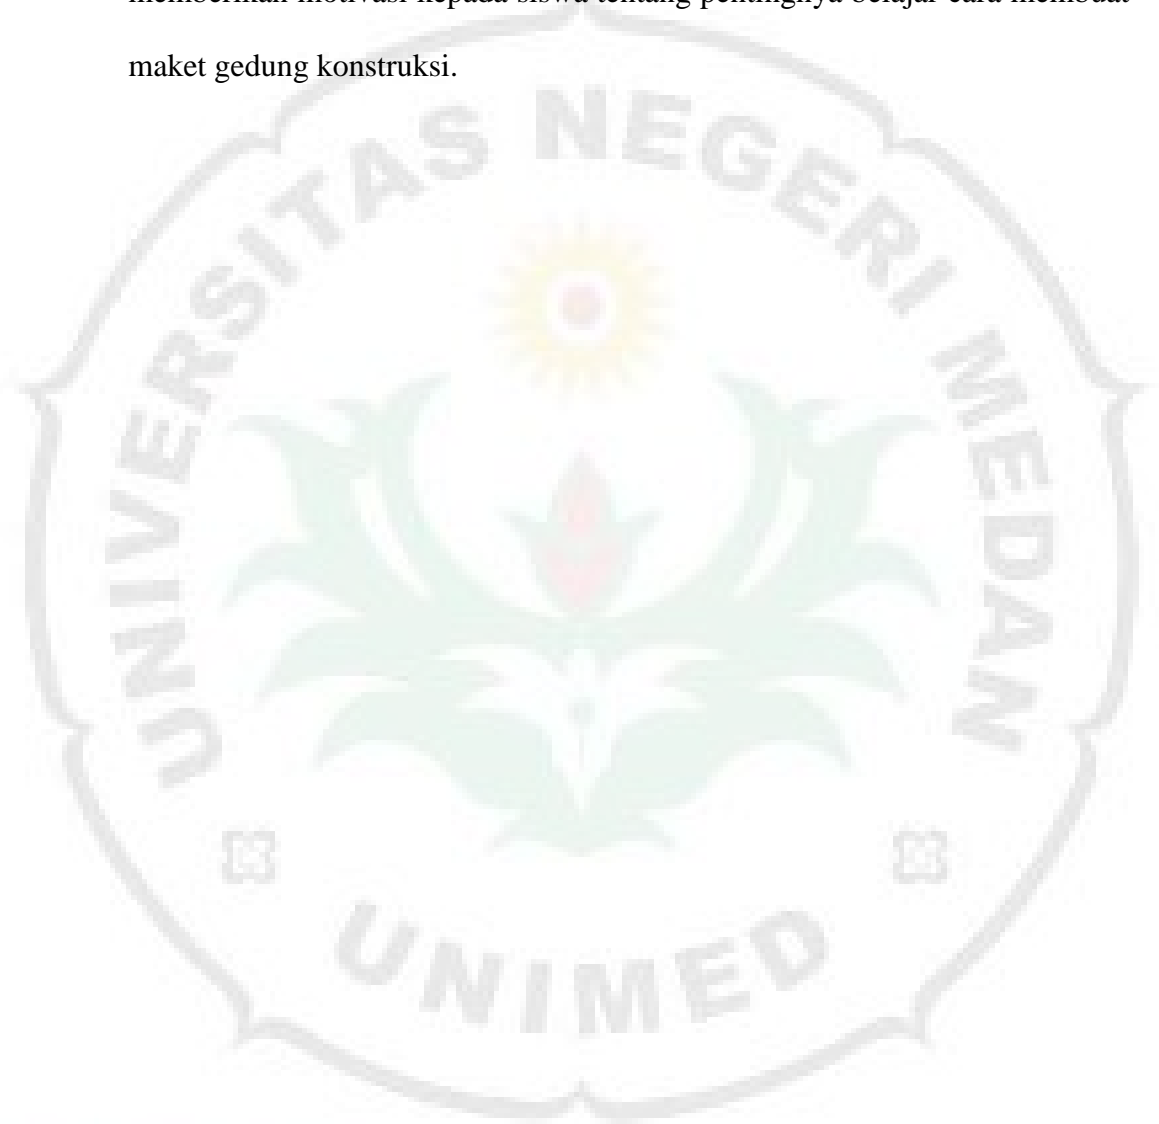 memberikan motivasi kepada siswa tentang pentingnya belajar cara membuat
maket gedung konstruksi.
UNIVERSITAS NEGERI MEDAN
UNIMED